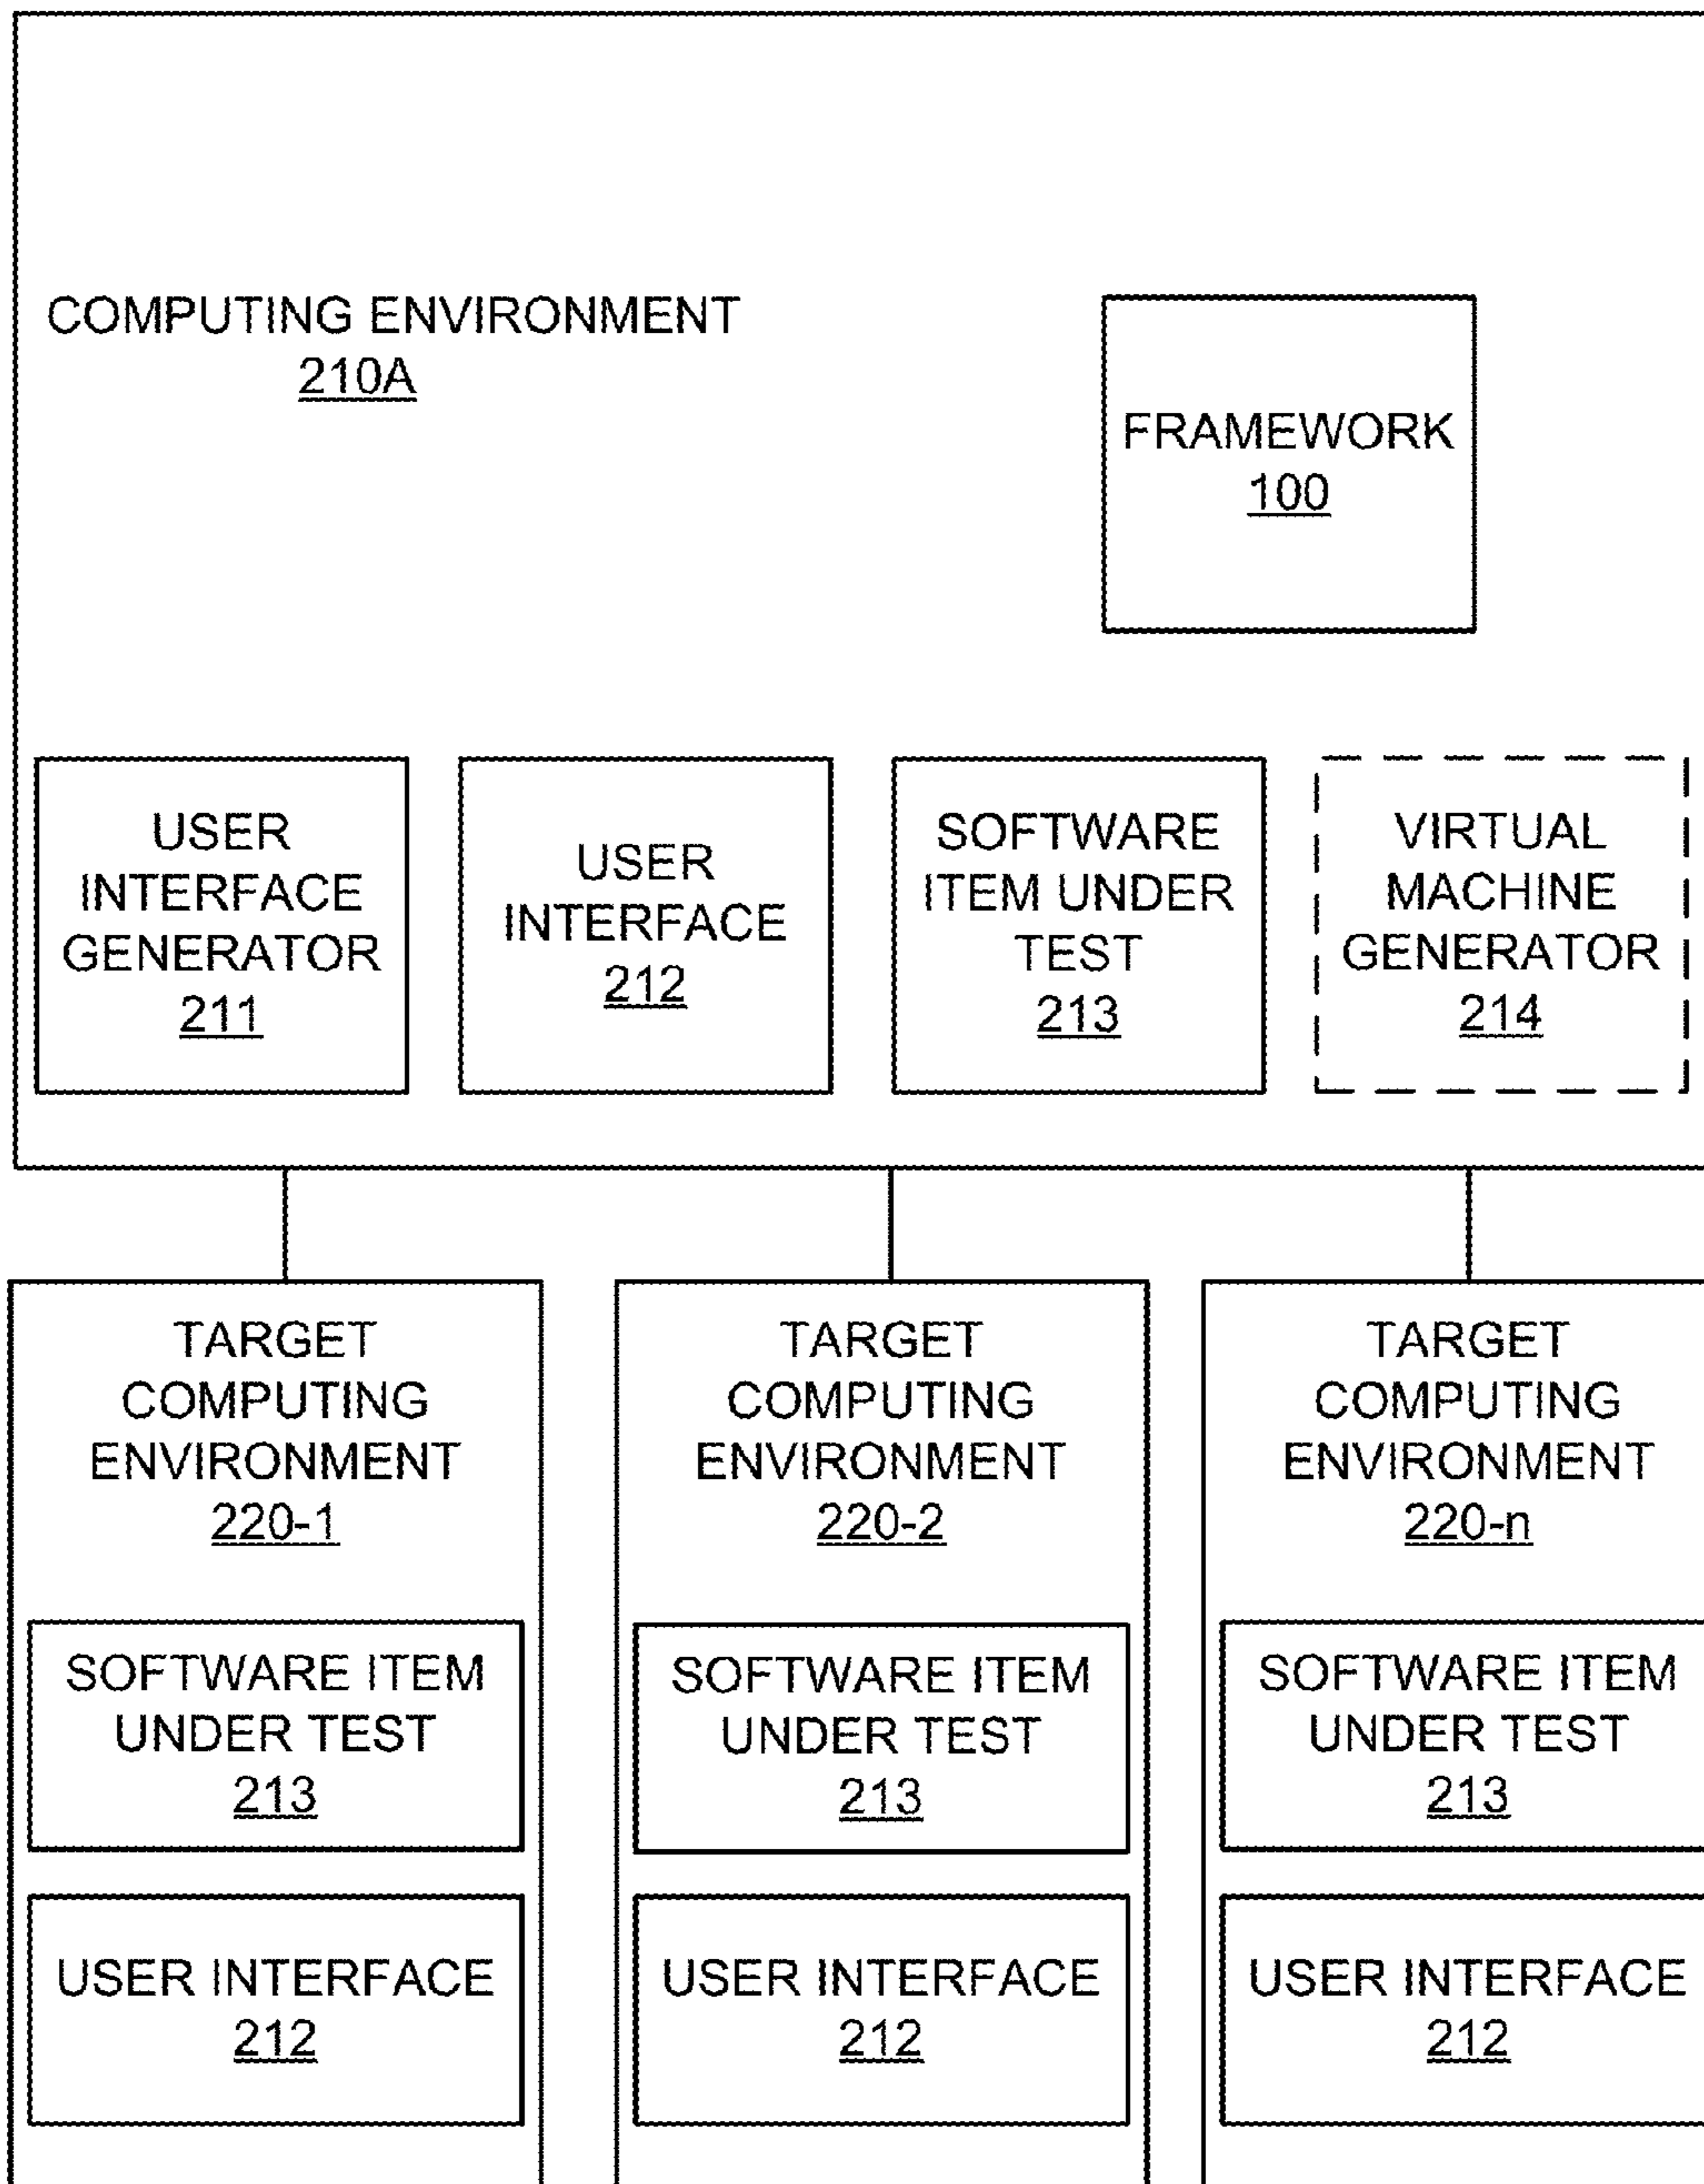 COMPUTING ENVIRONMENT
210A
FRAMEWORK
100
USER
INTERFACE
GENERATOR
211
USER
INTERFACE
212
SOFTWARE
ITEM UNDER
TEST
213
VIRTUAL
MACHINE
GENERATOR
214
TARGET
COMPUTING
ENVIRONMENT
220-1
SOFTWARE ITEM
UNDER TEST
213
USER INTERFACE
212
TARGET
COMPUTING
ENVIRONMENT
220-2
SOFTWARE ITEM
UNDER TEST
213
USER INTERFACE
212
TARGET
COMPUTING
ENVIRONMENT
220-n
SOFTWARE ITEM
UNDER TEST
213
USER INTERFACE
212